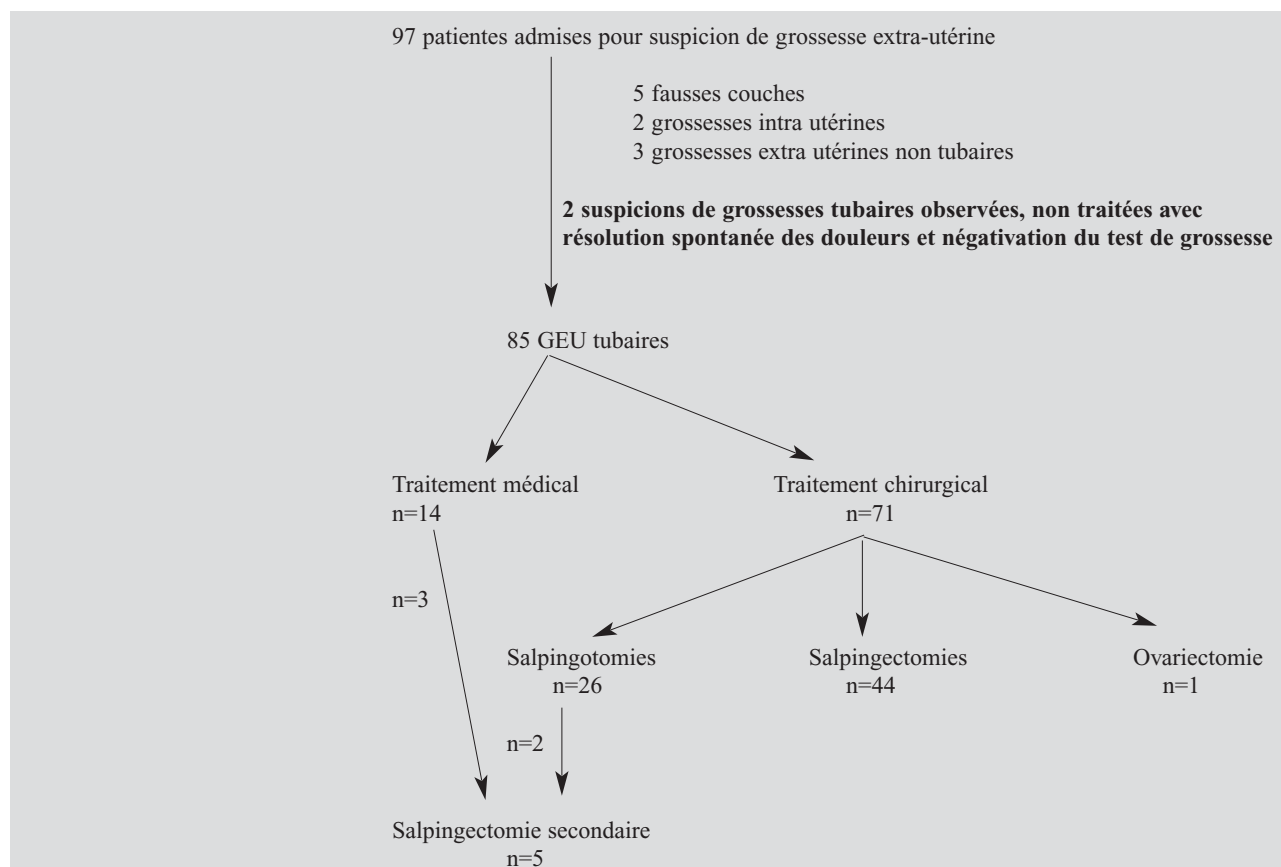 97 patientes admises pour suspicion de grossesse extra-utérine
5 fausses couches
2 grossesses intra utérines
3 grossesses extra utérines non tubaires
2 suspicions de grossesses tubaires observées, non traitées avec
résolution spontanée des douleurs et négativation du test de grossesse
85 GEU tubaires
Traitement médical
n=14
Traitement chirurgical
n=71
n=3
Salpingotomies
n=26
Salpingectomies
n=44
Ovariectomie
n=1
n=2
Salpingectomie secondaire
n=5